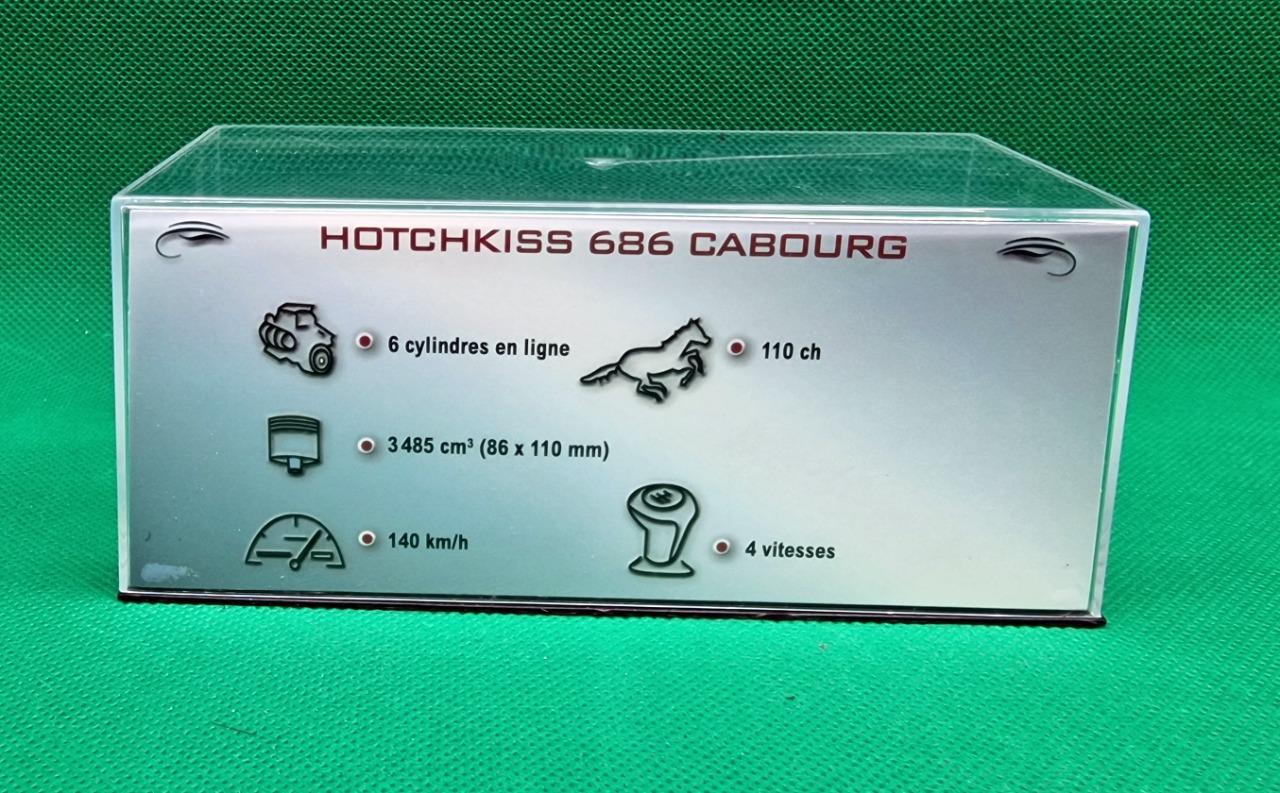 HOTCHKISS 686 CABOURG
6 cylindres en ligne
110 ch
3 485 cm³ (86 x 110 mm)
140 km/h
4 vitesses